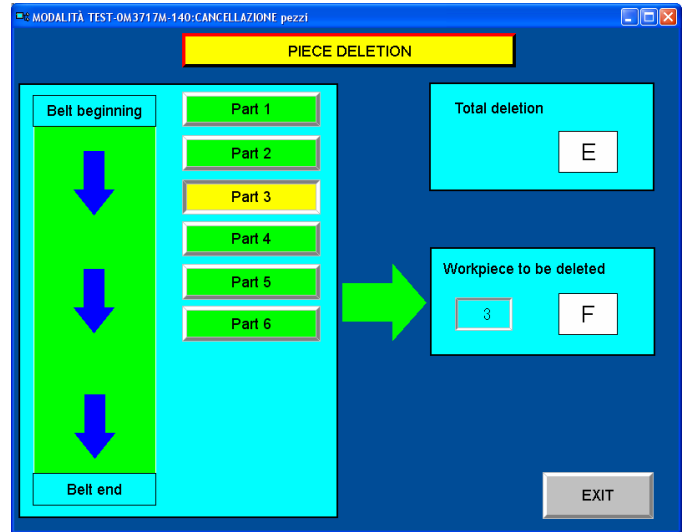 MODALITÀ TEST-0M3717M-140:CANCELLAZIONE pezzi
PIECE DELETION
Belt beginning
Part 1
Part 2
Part 3
Part 4
Part 5
Part 6
Belt end
Total deletion
E
Workpiece to be deleted
3
F
EXIT